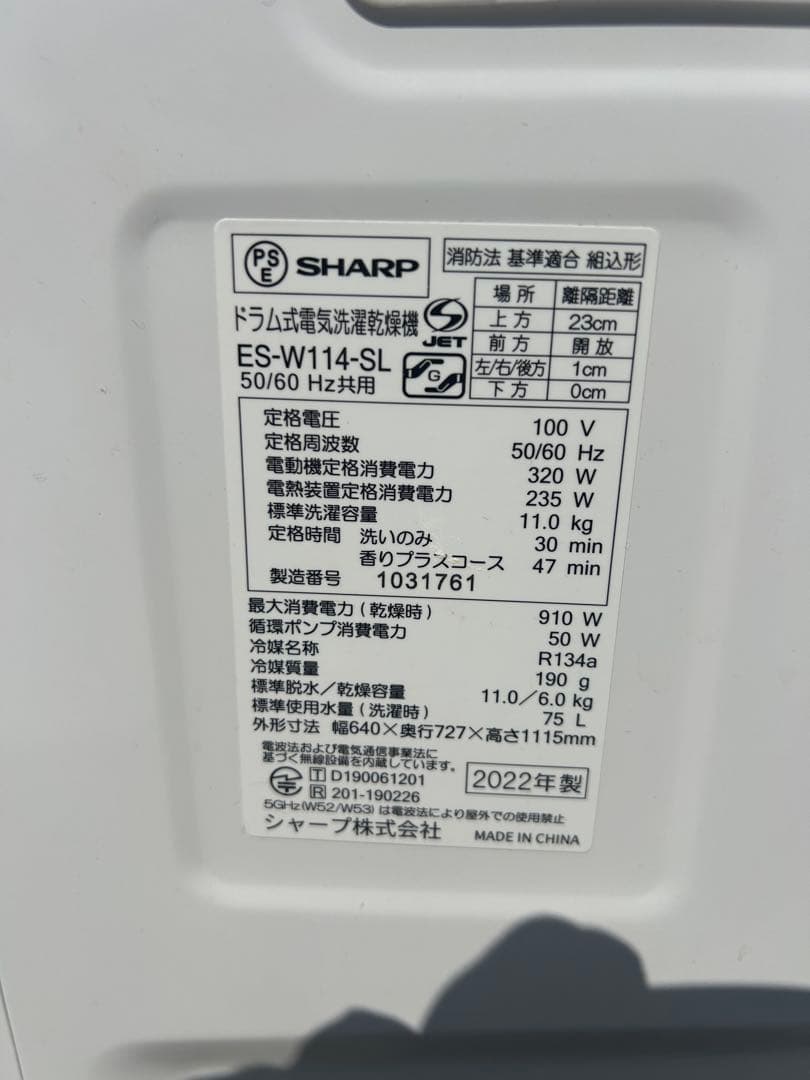 PSE SHARP
消防法 基準適合 組込形
場所 離隔距離
上方 23cm
前方 開放
左/右/後方 1cm
下方 0cm
ドラム式電気洗濯乾燥機
JET
ES-W114-SL
50/60 Hz共用
G
定格電圧 100 V
定格周波数 50/60 Hz
電動機定格消費電力 320 W
電熱装置定格消費電力 235 W
標準洗濯容量 11.0 kg
定格時間 洗いのみ 30 min
香りプラスコース 47 min
製造番号 1031761
最大消費電力(乾燥時) 910 W
循環ポンプ消費電力 50 W
冷媒名称 R134a
冷媒質量 190 g
標準脱水/乾燥容量 11.0/6.0 kg
標準使用水量(洗濯時) 75 L
外形寸法 幅640×奥行727×高さ1115mm
電波法および電気通信事業法に
基づく無線設備を内蔵しています。
T D190061201
R 201-190226
2022年製
5GHz(W52/W53)は電波法により屋外での使用禁止
シャープ株式会社 MADE IN CHINA